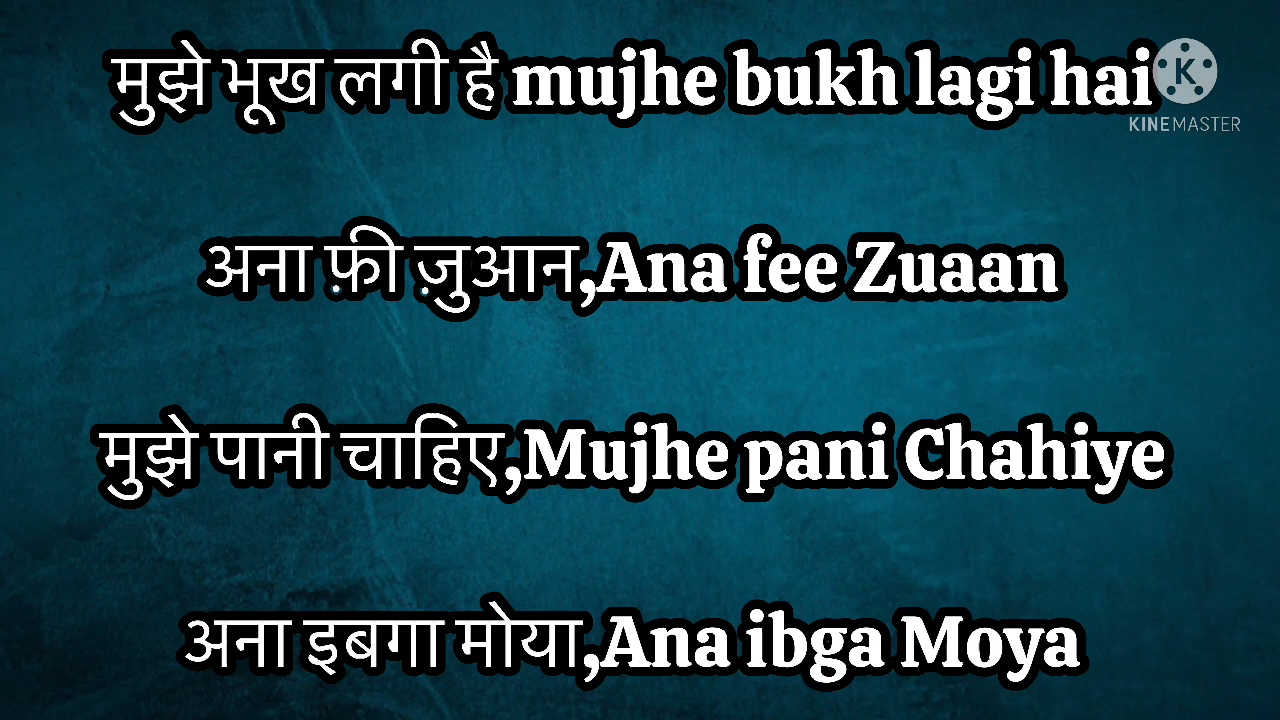 मुझे भूख लगी है mujhe bukh lagi hai
KINEMASTER
अना फ़ी ज़ुआन,Ana fee Zuaan
मुझे पानी चाहिए,Mujhe pani Chahiye
अना इबगा मोया,Ana ibga Moya